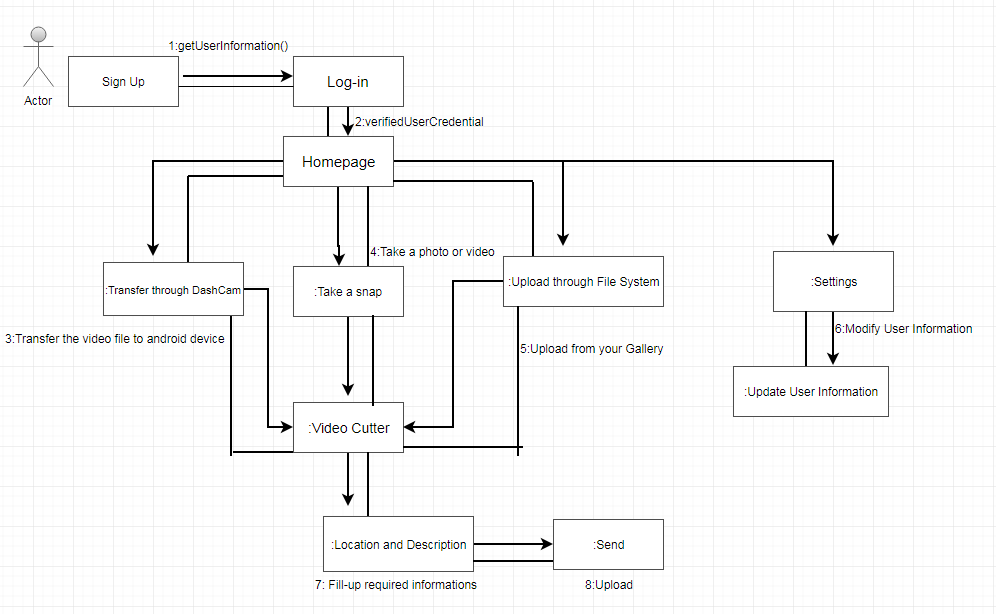 1:getUserInformation()
Sign Up
Log-in
Actor
2:verifiedUserCredential
Homepage
4:Take a photo or video
:Transfer through DashCam
:Take a snap
:Upload through File System
:Settings
3:Transfer the video file to android device
5:Upload from your Gallery
6:Modify User Information
:Update User Information
:Video Cutter
:Location and Description
:Send
7: Fill-up required informations
8:Upload